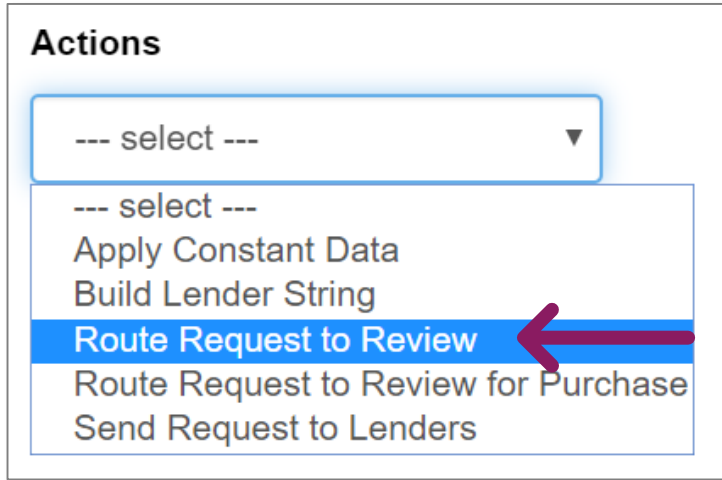 Actions
--- select ---
--- select ---
Apply Constant Data
Build Lender String
Route Request to Review
Route Request to Review for Purchase
Send Request to Lenders